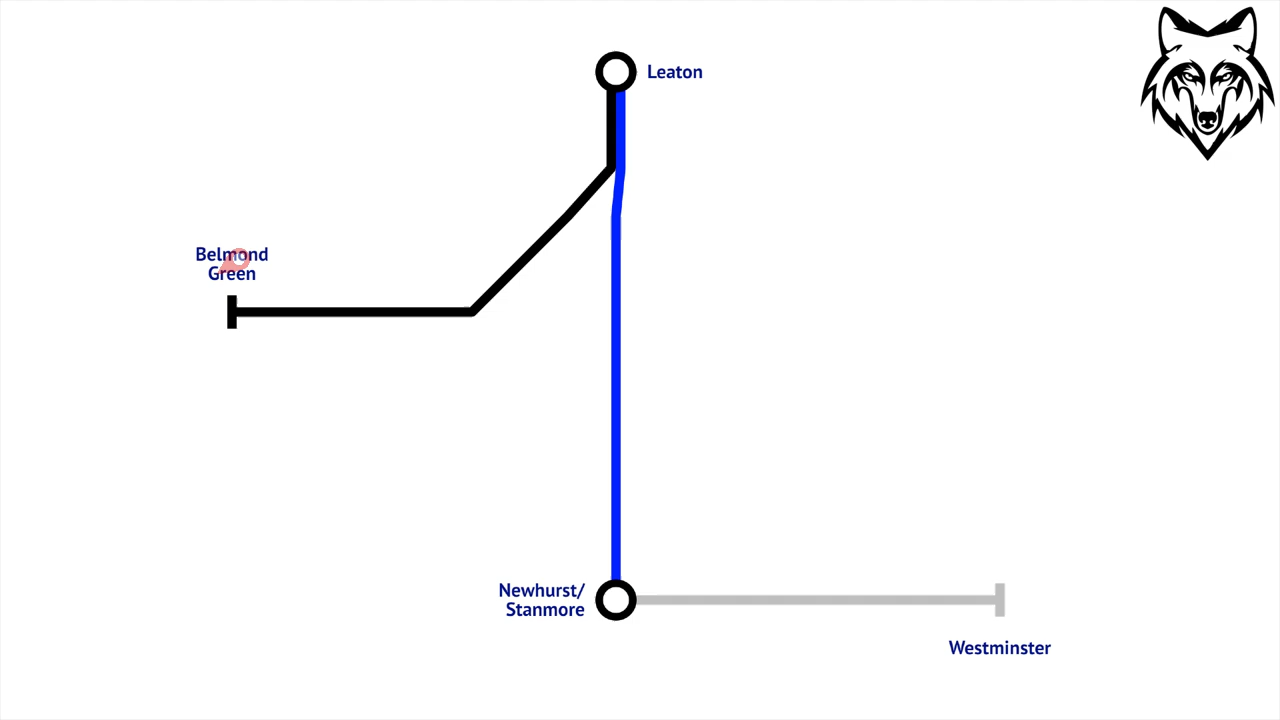 Leaton
Belmond
Green
Newhurst/
Stanmore
Westminster